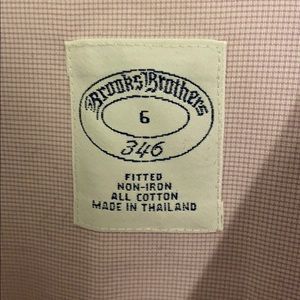 Brooks Brothers
6
346
FITTED
NON-IRON
ALL COTTON
MADE IN THAILAND